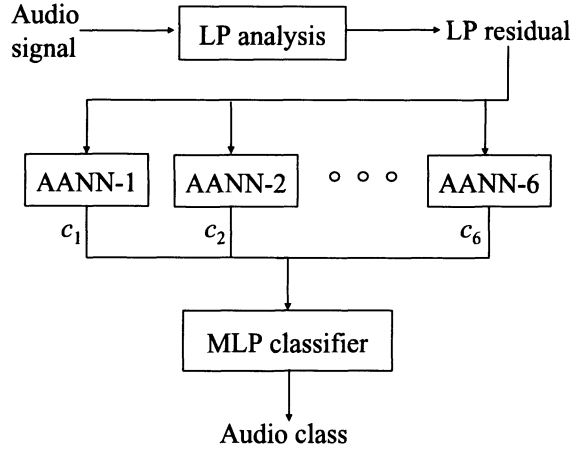 Audio
signal
LP analysis
LP residual
AANN-1
AANN-2
AANN-6
c1
c2
c6
MLP classifier
Audio class